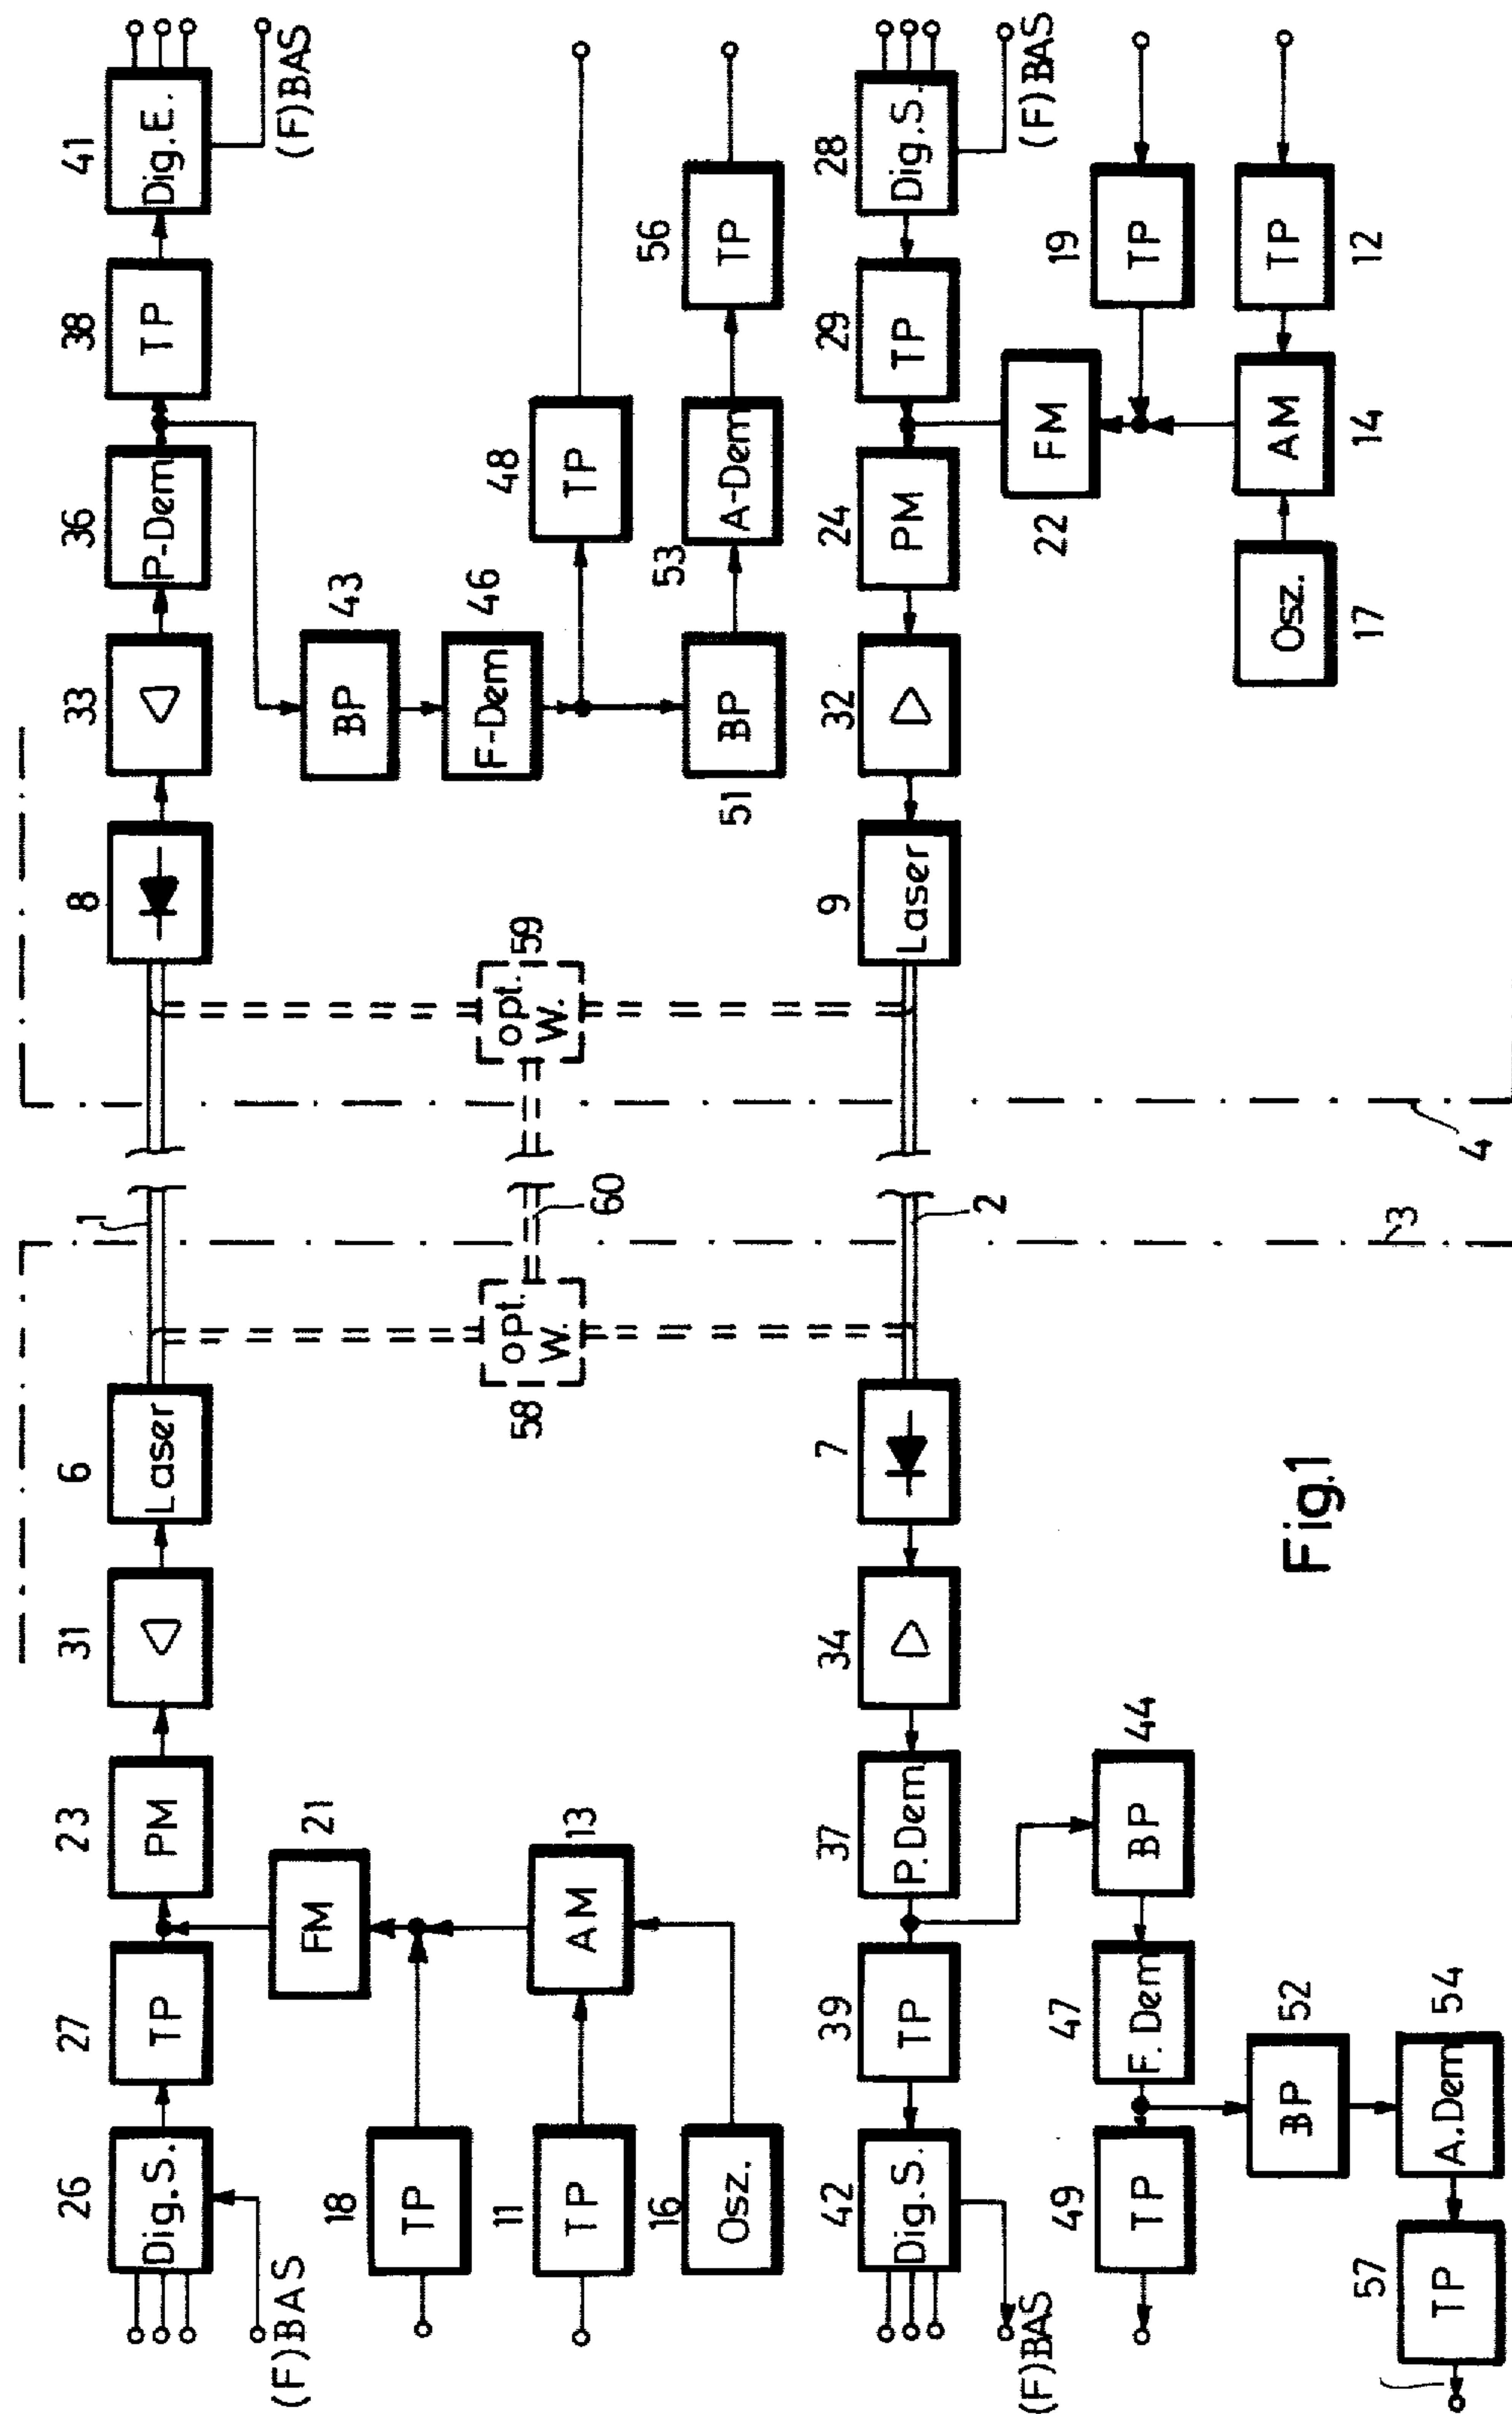 26 27 23 31 6 1 8 33 36 38 41
Dig.S. TP PM Laser P-Dem TP Dig.E.
(F)BAS
(F)BAS
21
FM
43
BP
18
TP
46
F-Dem
11 13
TP AM
58 60 59
opt. W.
opt. W.
48
TP
16
Osz.
51 53 56
BP A-Dem TP
42 39 37 34 7 2 9 32 24 29 28
Dig.S. TP P.Dem Laser PM TP Dig.S.
(F)BAS
(F)BAS
22
FM
49 47 44
TP F. Dem BP
19
TP
52
BP
17 14 12
Osz. AM TP
57 54
TP A.Dem
3
4
Fig.1